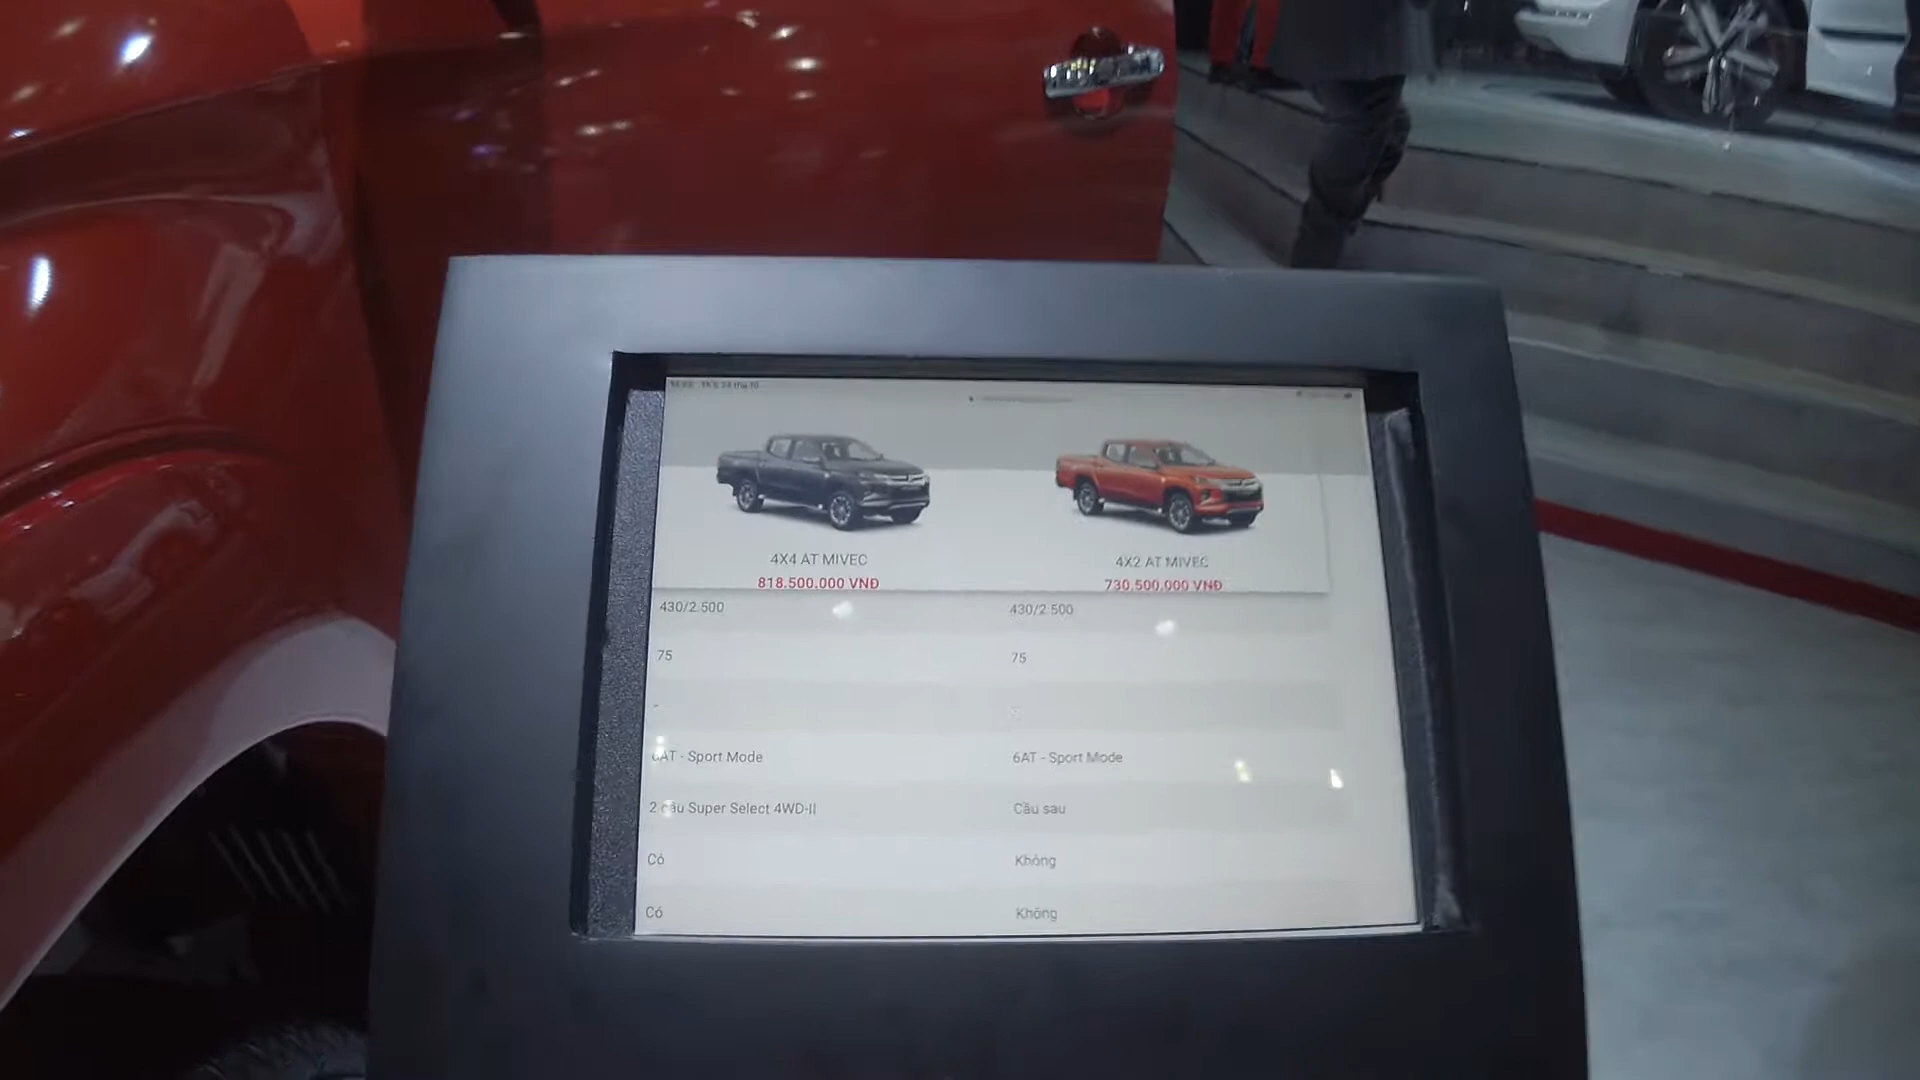 4X4 AT MIVEC
818.500.000 VNĐ
4X2 AT MIVEC
730.500.000 VNĐ
430/2.500
430/2.500
75
75
-
6AT - Sport Mode
6AT - Sport Mode
2 cầu Super Select 4WD-II
Cầu sau
Có
Không
Có
Không